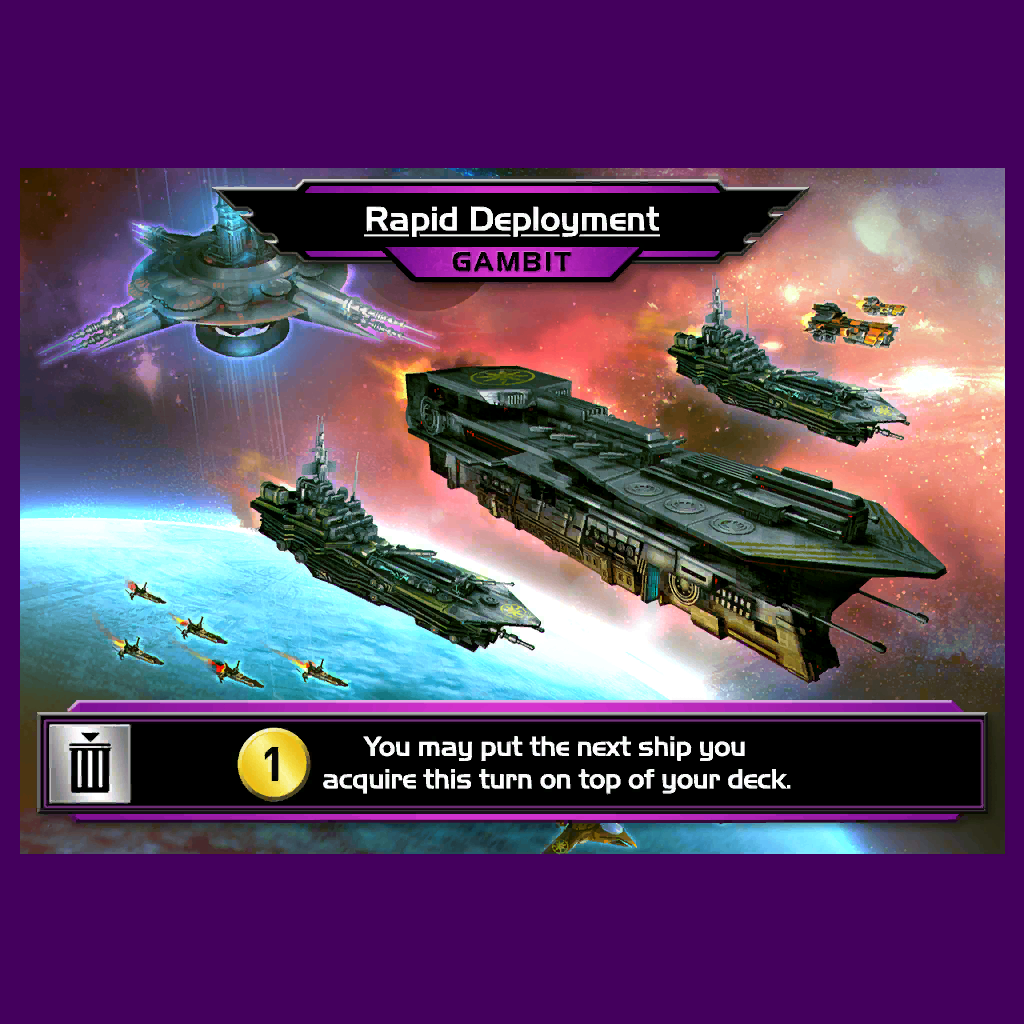 Rapid Deployment
GAMBIT
1
You may put the next ship you
acquire this turn on top of your deck.